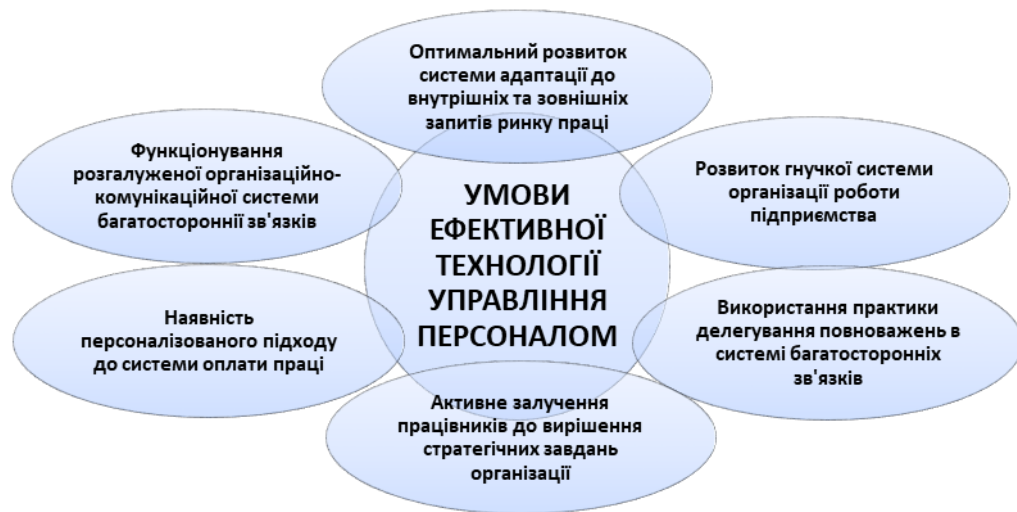 Оптимальний розвиток
системи адаптації до
внутрішніх та зовнішніх
запитів ринку праці
Функціонування
розгалуженої організаційно-
комунікаційної системи
багатостороннії зв'язків
Розвиток гнучкої системи
організації роботи
підприємства
УМОВИ
ЕФЕКТИВНОЇ
ТЕХНОЛОГІЇ
УПРАВЛІННЯ
ПЕРСОНАЛОМ
Наявність
персоналізованого підходу
до системи оплати праці
Використання практики
делегування повноважень в
системі багатосторонніх
зв'язків
Активне залучення
працівників до вирішення
стратегічних завдань
організації